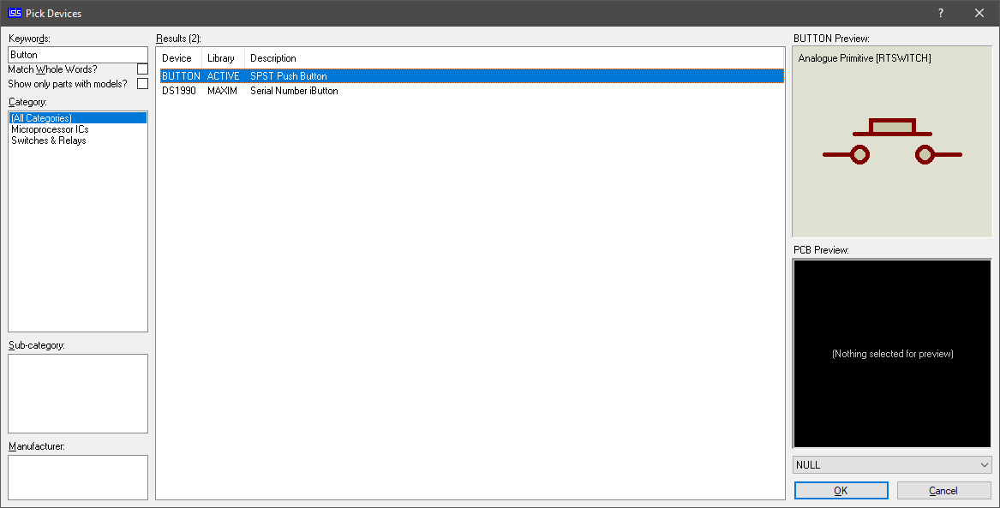 isis Pick Devices ?
Keywords:
Button
Match Whole Words?
Show only parts with models?
Category:
(All Categories)
Microprocessor ICs
Switches & Relays
Sub-category:
Manufacturer:
Results (2):
Device Library Description
BUTTON ACTIVE SPST Push Button
DS1990 MAXIM Serial Number iButton
BUTTON Preview:
Analogue Primitive [RTSWITCH]
PCB Preview:
(Nothing selected for preview)
NULL
OK Cancel